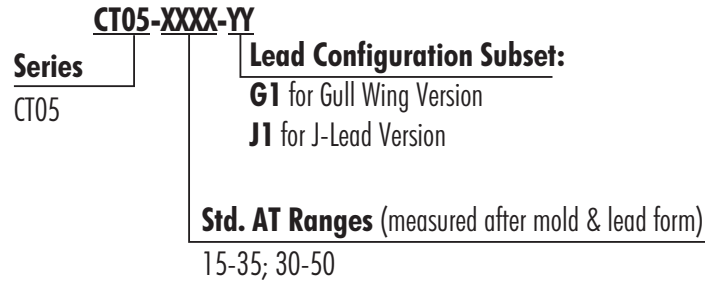 CT05-XXXX-YY
Series
CT05
Lead Configuration Subset:
G1 for Gull Wing Version
J1 for J-Lead Version
Std. AT Ranges (measured after mold & lead form)
15-35; 30-50